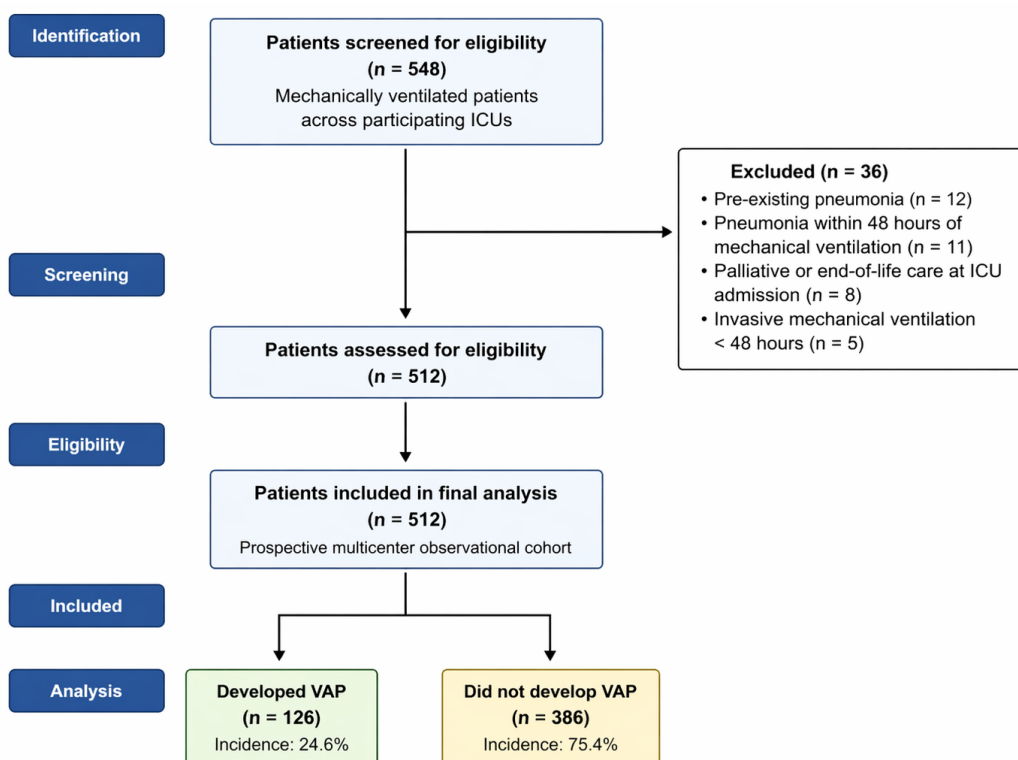 Identification
Patients screened for eligibility
(n = 548)
Mechanically ventilated patients
across participating ICUs
Excluded (n = 36)
• Pre-existing pneumonia (n = 12)
• Pneumonia within 48 hours of
mechanical ventilation (n = 11)
• Palliative or end-of-life care at ICU
admission (n = 8)
• Invasive mechanical ventilation
< 48 hours (n = 5)
Screening
Patients assessed for eligibility
(n = 512)
Eligibility
Patients included in final analysis
(n = 512)
Prospective multicenter observational cohort
Included
Analysis
Developed VAP
(n = 126)
Incidence: 24.6%
Did not develop VAP
(n = 386)
Incidence: 75.4%